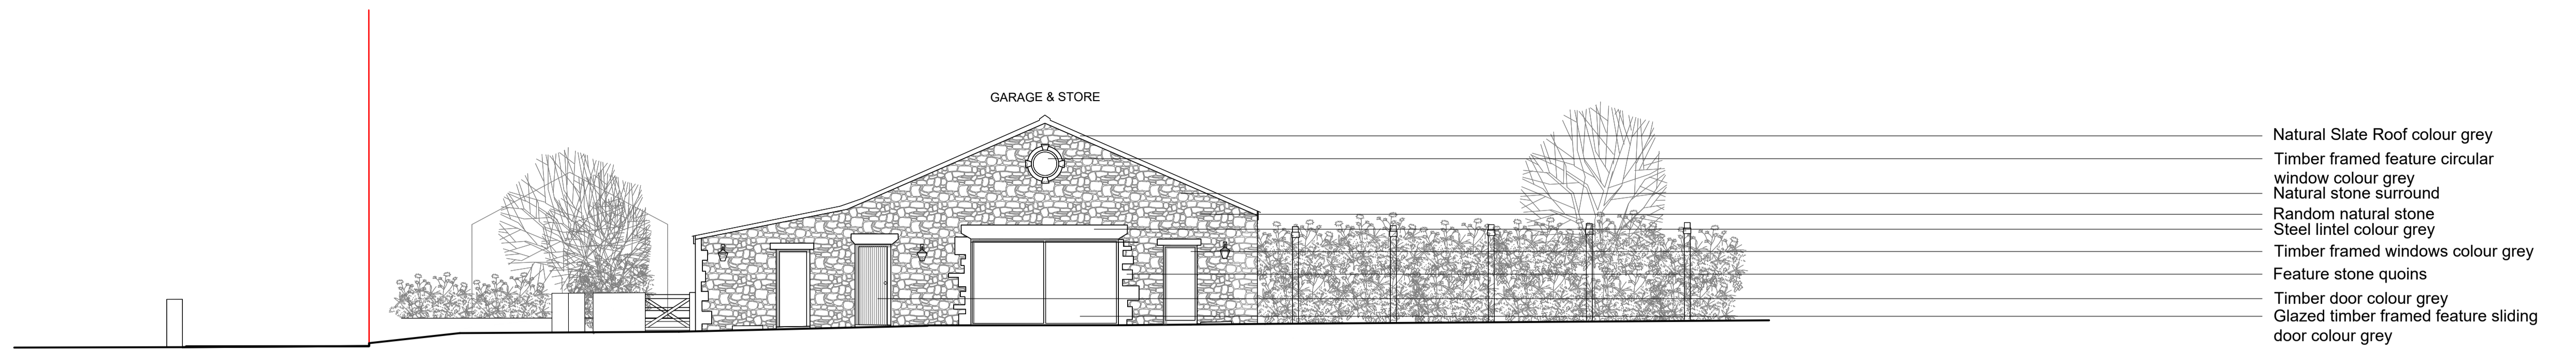 GARAGE & STORE
Natural Slate Roof colour grey
Timber framed feature circular
window colour grey
Natural stone surround
Random natural stone
Steel lintel colour grey
Timber framed windows colour grey
Feature stone quoins
Timber door colour grey
Glazed timber framed feature sliding
door colour grey